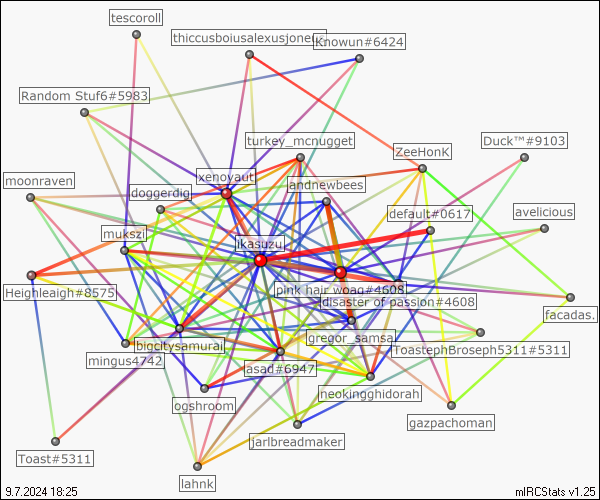 tescoroll
thiccusboiusalexusjoneu
Knowun#6424
Random Stuf6#5983
turkey_mcnugget
ZeeHonK
Duck™#9103
xenoyaut
moonraven
doggerdig
andnewbees
default#0617
avelicious
mukszi
ikasuzu
pink hair woag#4608
Heighleaigh#8575
disaster of passion#4608
facadas.
bigcitysamurai
gregor_samsa
ToastephBroseph5311#5311
mingus4742
asad#6947
neokingghidorah
ogshroom
gazpachoman
jarlbreadmaker
Toast#5311
lahnk
9.7.2024 18:25
mIRCStats v1.25